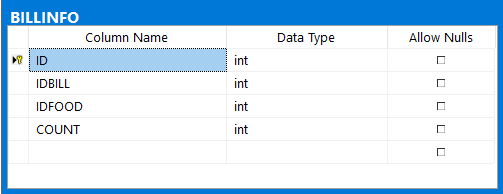 BILLINFO
Column Name Data Type Allow Nulls
ID int
IDBILL int
IDFOOD int
COUNT int